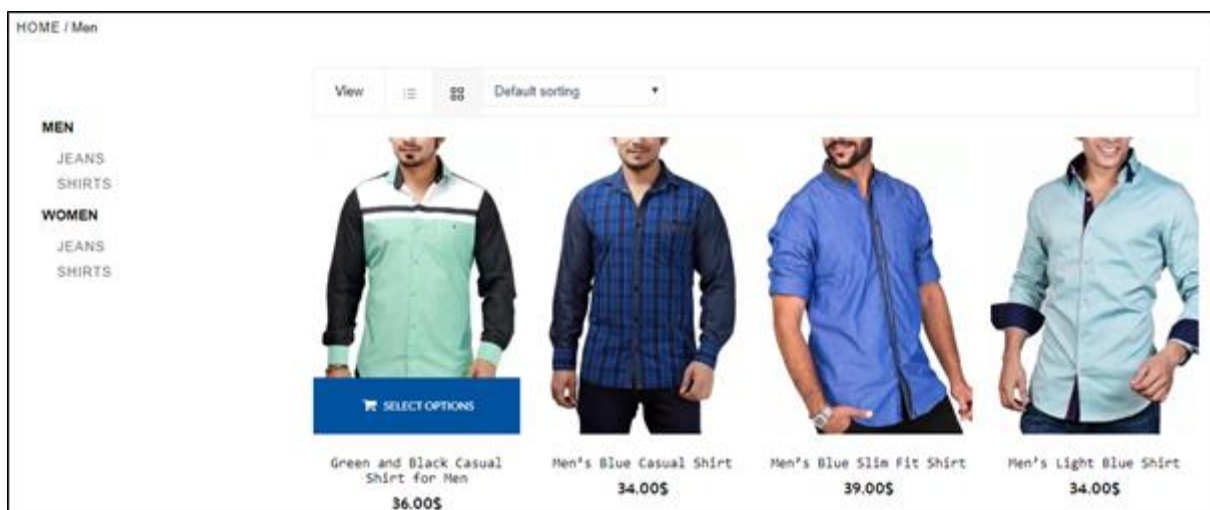 HOME / Men
View
Default sorting
MEN
JEANS
SHIRTS
WOMEN
JEANS
SHIRTS
SELECT OPTIONS
Green and Black Casual
Shirt for Men
36.00$
Men's Blue Casual Shirt
34.00$
Men's Blue Slim Fit Shirt
39.00$
Men's Light Blue Shirt
34.00$